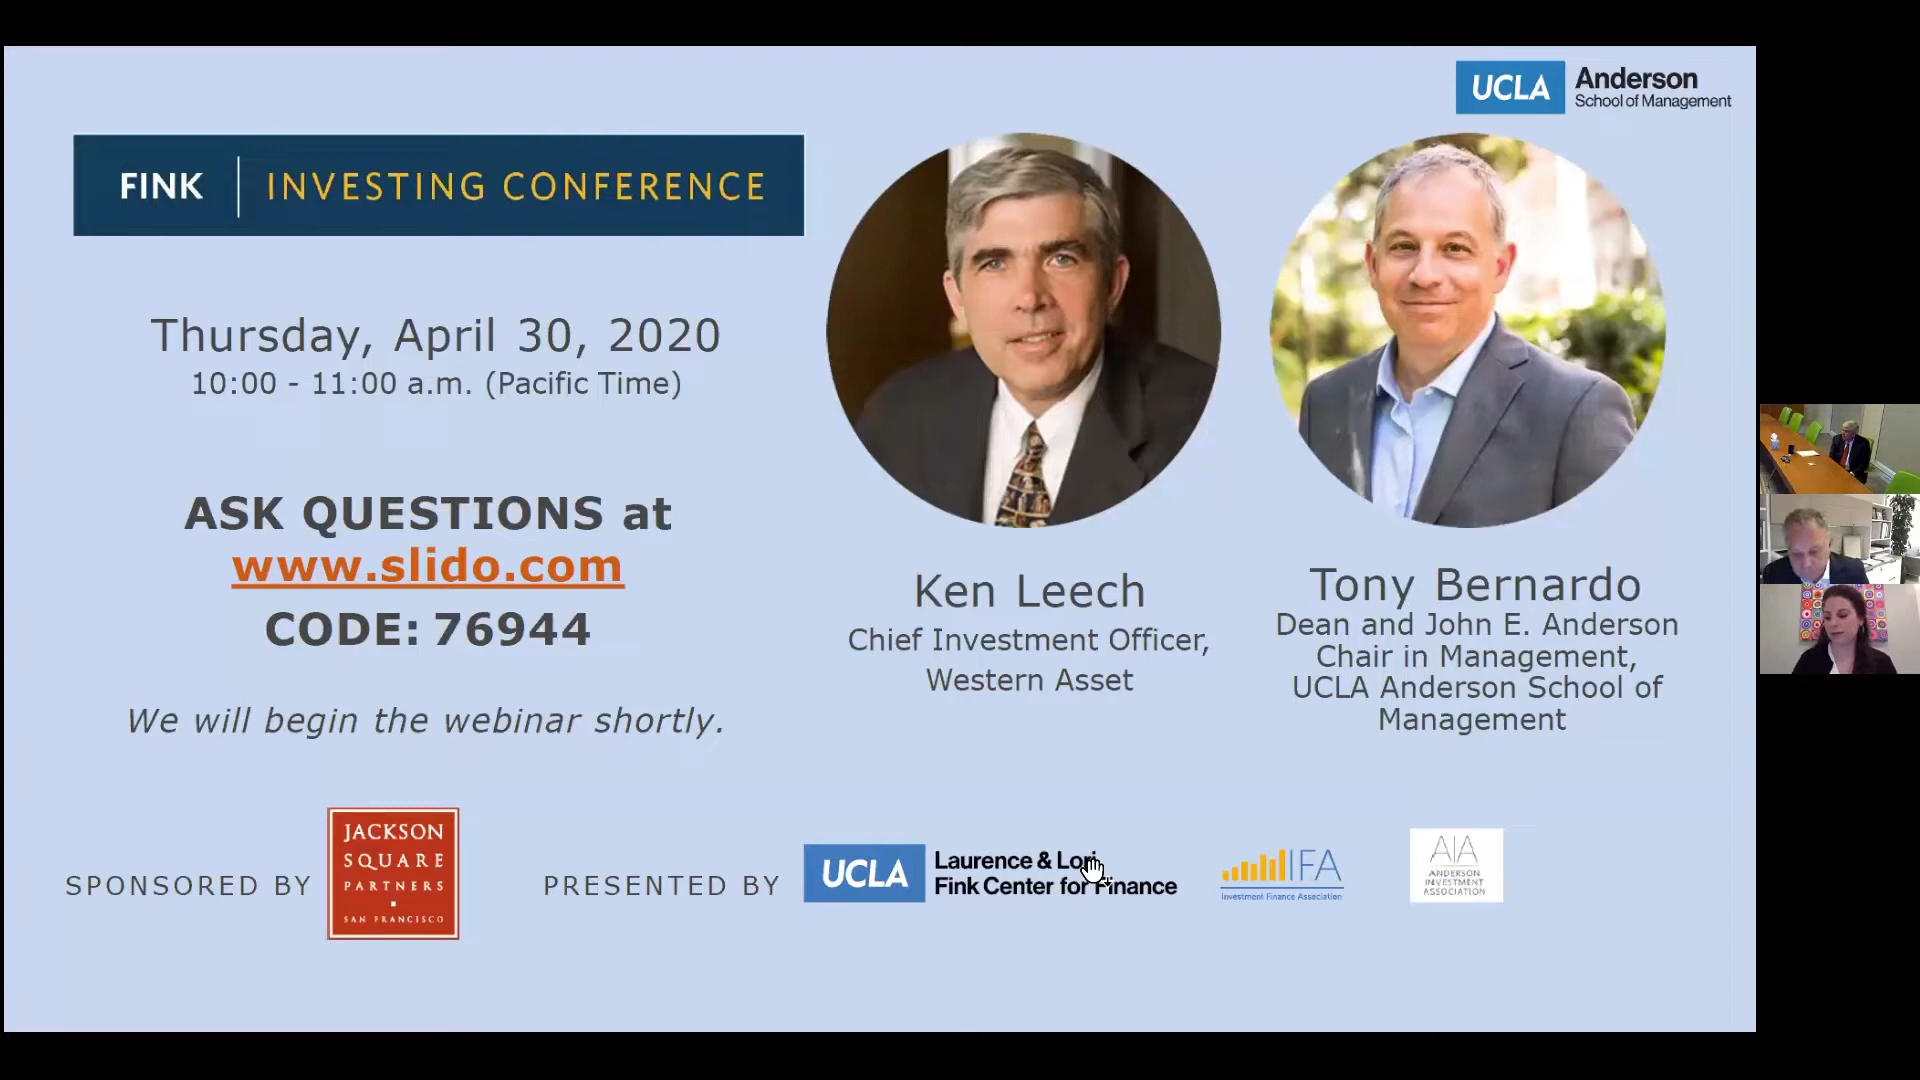 UCLA Anderson
School of Management
FINK | INVESTING CONFERENCE
Thursday, April 30, 2020
10:00 - 11:00 a.m. (Pacific Time)
ASK QUESTIONS at
www.slido.com
CODE: 76944
We will begin the webinar shortly.
Ken Leech
Chief Investment Officer,
Western Asset
Tony Bernardo
Dean and John E. Anderson
Chair in Management,
UCLA Anderson School of
Management
SPONSORED BY
JACKSON
SQUARE
PARTNERS
SAN FRANCISCO
PRESENTED BY
UCLA
Laurence & Lori
Fink Center for Finance
IFA
Investment Finance Association
AIA
ANDERSON
INVESTMENT
ASSOCIATION